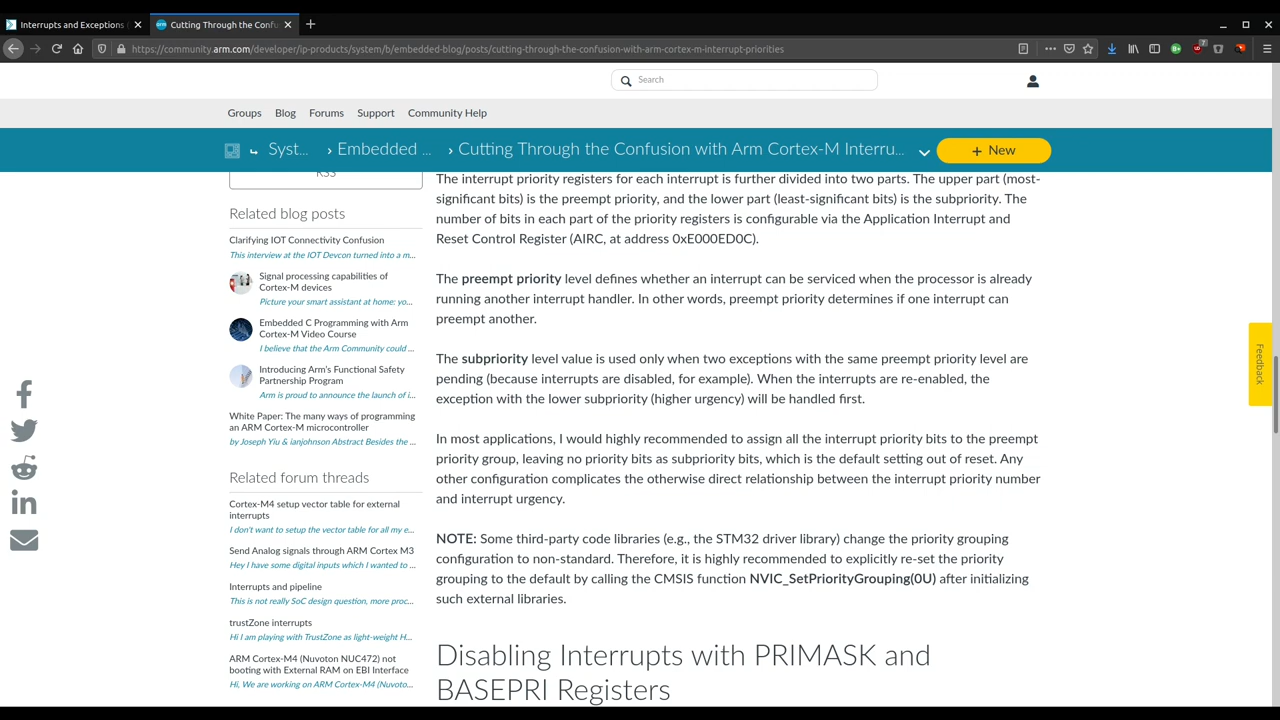 Interrupts and Exceptions
Cutting Through the Confu
https://community.arm.com/developer/ip-products/system/b/embedded-blog/posts/cutting-through-the-confusion-with-arm-cortex-m-interrupt-priorities
Search
Groups
Blog
Forums
Support
Community Help
Syst...
› Embedded ...
› Cutting Through the Confusion with Arm Cortex-M Interru...
+ New
RSS
Related blog posts
Clarifying IOT Connectivity Confusion
This interview at the IOT Devcon turned into a m...
Signal processing capabilities of
Cortex-M devices
Picture your smart assistant at home: yo...
Embedded C Programming with Arm
Cortex-M Video Course
I believe that the Arm Community could ...
Introducing Arm's Functional Safety
Partnership Program
Arm is proud to announce the launch of i...
White Paper: The many ways of programming
an ARM Cortex-M microcontroller
by Joseph Yiu & ianjohnson Abstract Besides the ...
Related forum threads
Cortex-M4 setup vector table for external
interrupts
I don't want to setup the vector table for all my e...
Send Analog signals through ARM Cortex M3
Hey I have some digital inputs which I wanted to ...
Interrupts and pipeline
This is not really SoC design question, more proc...
trustZone interrupts
Hi I am playing with TrustZone as light-weight H...
ARM Cortex-M4 (Nuvoton NUC472) not
booting with External RAM on EBI Interface
Hi, We are working on ARM Cortex-M4 (Nuvoto...
The interrupt priority registers for each interrupt is further divided into two parts. The upper part (most-
significant bits) is the preempt priority, and the lower part (least-significant bits) is the subpriority. The
number of bits in each part of the priority registers is configurable via the Application Interrupt and
Reset Control Register (AIRC, at address 0xE000ED0C).
The preempt priority level defines whether an interrupt can be serviced when the processor is already
running another interrupt handler. In other words, preempt priority determines if one interrupt can
preempt another.
The subpriority level value is used only when two exceptions with the same preempt priority level are
pending (because interrupts are disabled, for example). When the interrupts are re-enabled, the
exception with the lower subpriority (higher urgency) will be handled first.
In most applications, I would highly recommended to assign all the interrupt priority bits to the preempt
priority group, leaving no priority bits as subpriority bits, which is the default setting out of reset. Any
other configuration complicates the otherwise direct relationship between the interrupt priority number
and interrupt urgency.
NOTE: Some third-party code libraries (e.g., the STM32 driver library) change the priority grouping
configuration to non-standard. Therefore, it is highly recommended to explicitly re-set the priority
grouping to the default by calling the CMSIS function NVIC_SetPriorityGrouping(0U) after initializing
such external libraries.
Disabling Interrupts with PRIMASK and
BASEPRI Registers
Feedback